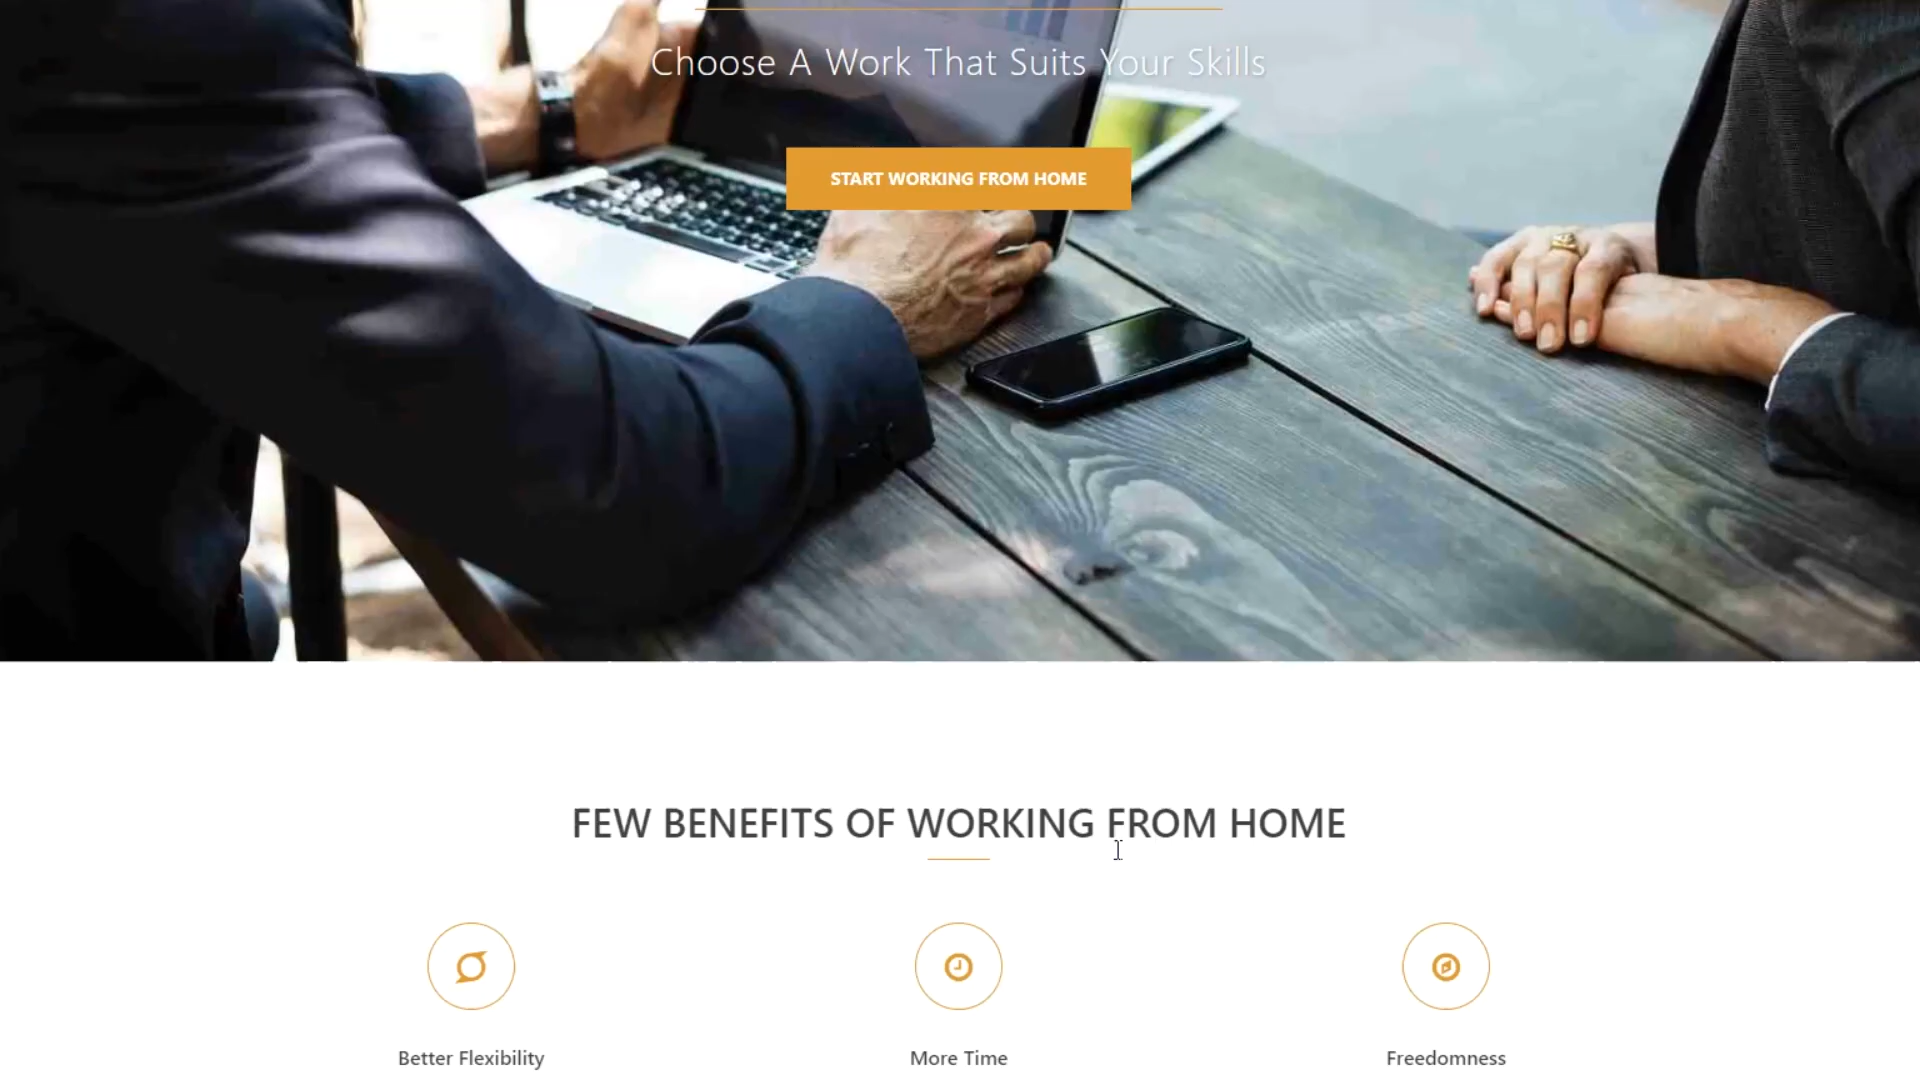 Choose A Work That Suits Your Skills
START WORKING FROM HOME
FEW BENEFITS OF WORKING FROM HOME
Better Flexibility
More Time
Freedomness